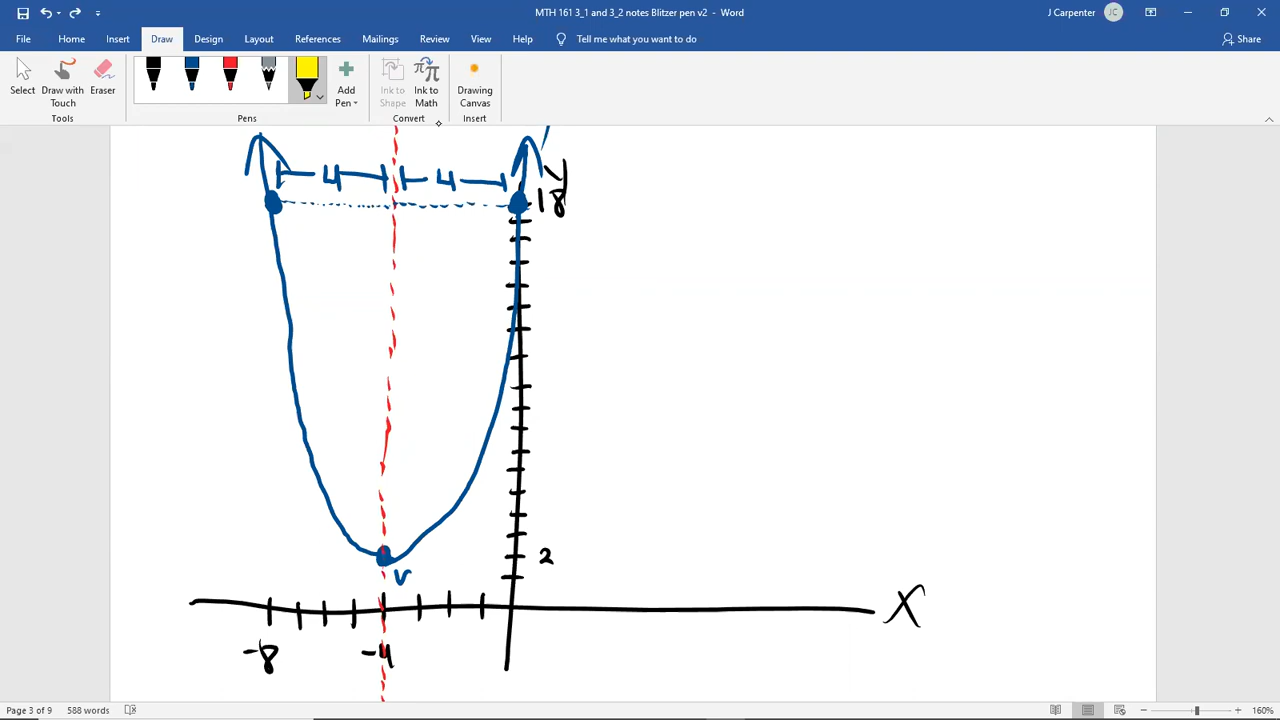 MTH 161 3_1 and 3_2 notes Blitzer pen v2 - Word
J Carpenter
JC
File Home Insert Draw Design Layout References Mailings Review View Help Tell me what you want to do
Share
Select
Draw with Touch
Eraser
Add Pen
Ink to Shape
Ink to Math
Drawing Canvas
Tools
Pens
Convert
Insert
4 4 y
18
2
v
X
-8 -4
Page 3 of 9 588 words
160%